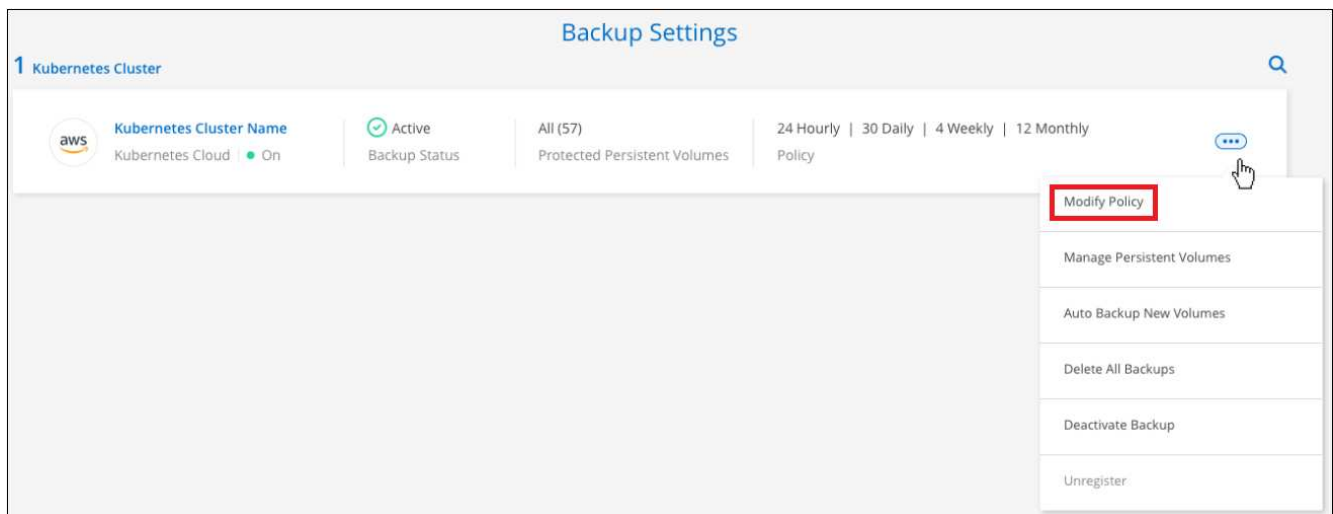 Backup Settings
1 Kubernetes Cluster
aws
Kubernetes Cluster Name
Kubernetes Cloud | On
Active
Backup Status
All (57)
Protected Persistent Volumes
24 Hourly | 30 Daily | 4 Weekly | 12 Monthly
Policy
Modify Policy
Manage Persistent Volumes
Auto Backup New Volumes
Delete All Backups
Deactivate Backup
Unregister